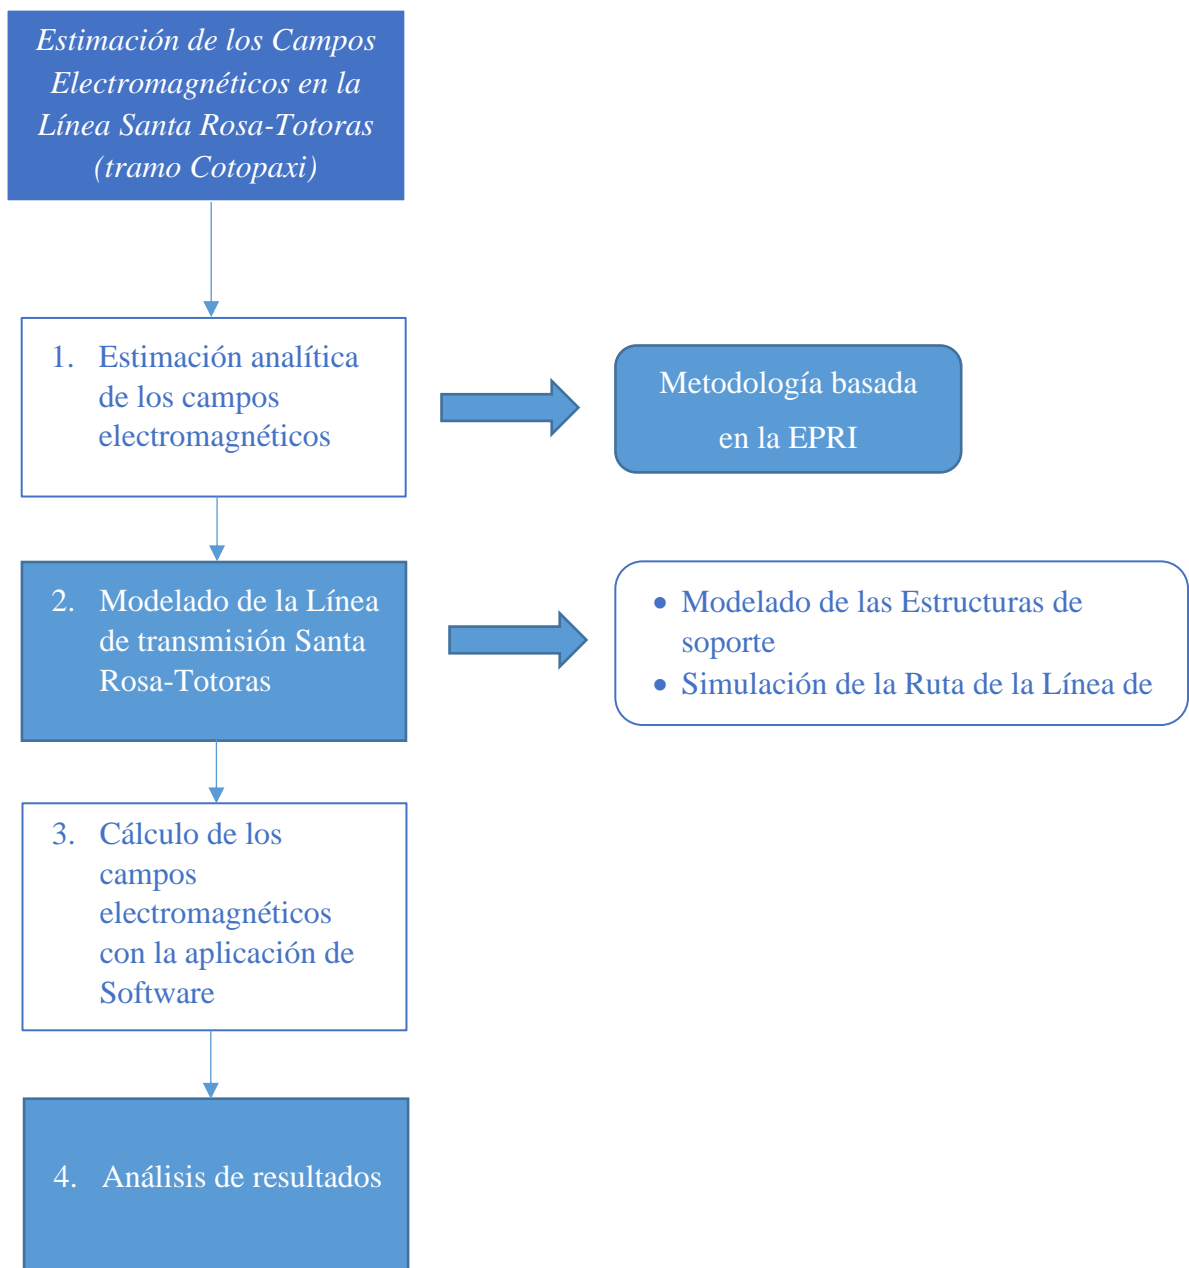 Estimación de los Campos
Electromagnéticos en la
Línea Santa Rosa-Totoras
(tramo Cotopaxi)
1. Estimación analítica
de los campos
electromagnéticos
Metodología basada
en la EPRI
2. Modelado de la Línea
de transmisión Santa
Rosa-Totoras
• Modelado de las Estructuras de
soporte
• Simulación de la Ruta de la Línea de
3. Cálculo de los
campos
electromagnéticos
con la aplicación de
Software
4. Análisis de resultados